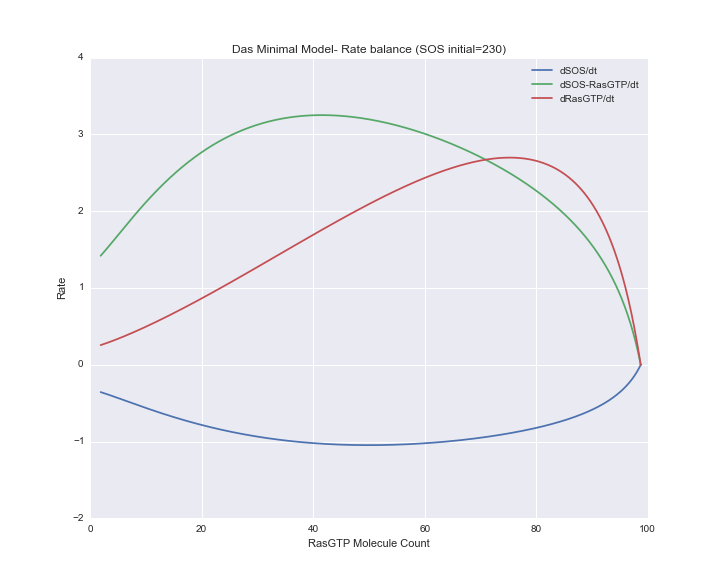 Das Minimal Model- Rate balance (SOS initial=230)
dSOS/dt
dSOS-RasGTP/dt
dRasGTP/dt
4
3
2
1
0
−1
−2
Rate
0
20
40
60
80
100
RasGTP Molecule Count